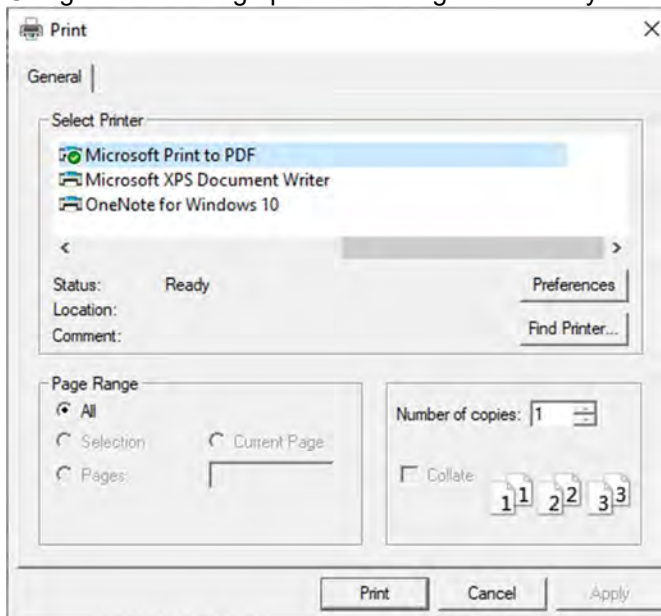 Print
General
Select Printer
Microsoft Print to PDF
Microsoft XPS Document Writer
OneNote for Windows 10
Status: Ready
Preferences
Location:
Find Printer...
Comment:
Page Range
All
Selection
Current Page
Pages:
Number of copies: 1
Collate
1 1 2 2 3 3
Print Cancel Apply